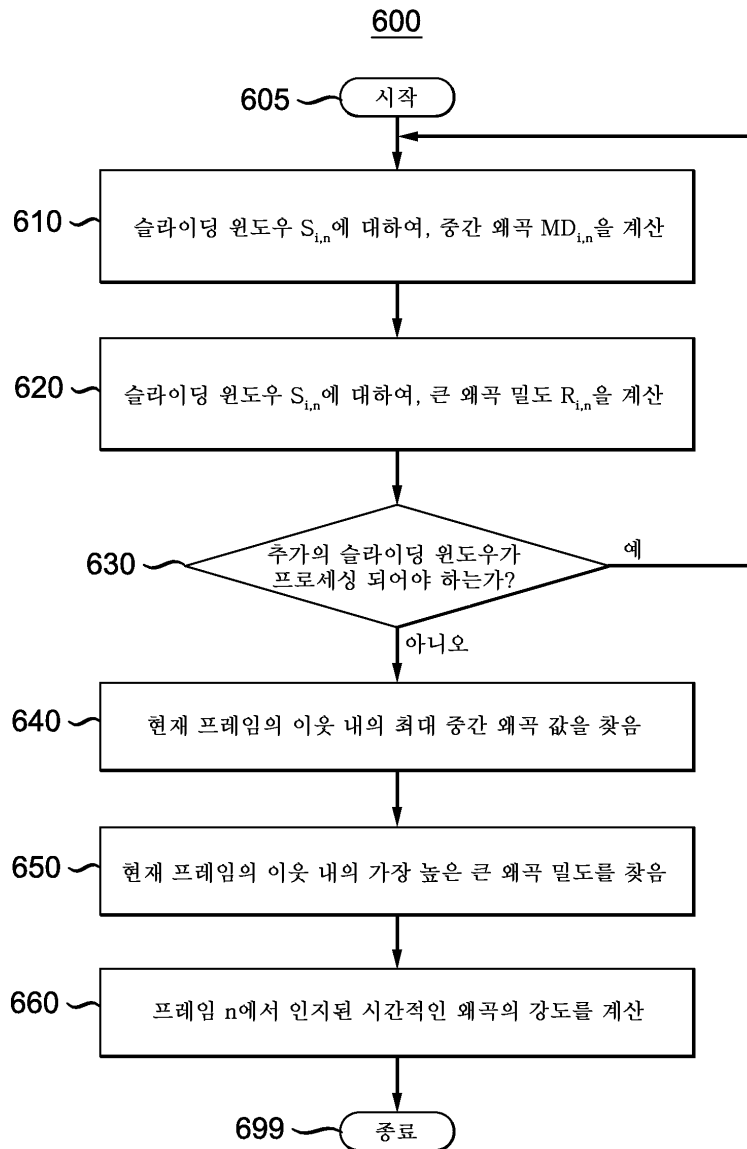 600
605
시작
610
슬라이딩 윈도우 Si,n에 대하여, 중간 왜곡 MDi,n을 계산
620
슬라이딩 윈도우 Si,n에 대하여, 큰 왜곡 밀도 Ri,n을 계산
630
추가의 슬라이딩 윈도우가
프로세싱 되어야 하는가?
예
아니오
640
현재 프레임의 이웃 내의 최대 중간 왜곡 값을 찾음
650
현재 프레임의 이웃 내의 가장 높은 큰 왜곡 밀도를 찾음
660
프레임 n에서 인지된 시간적인 왜곡의 강도를 계산
699
종료